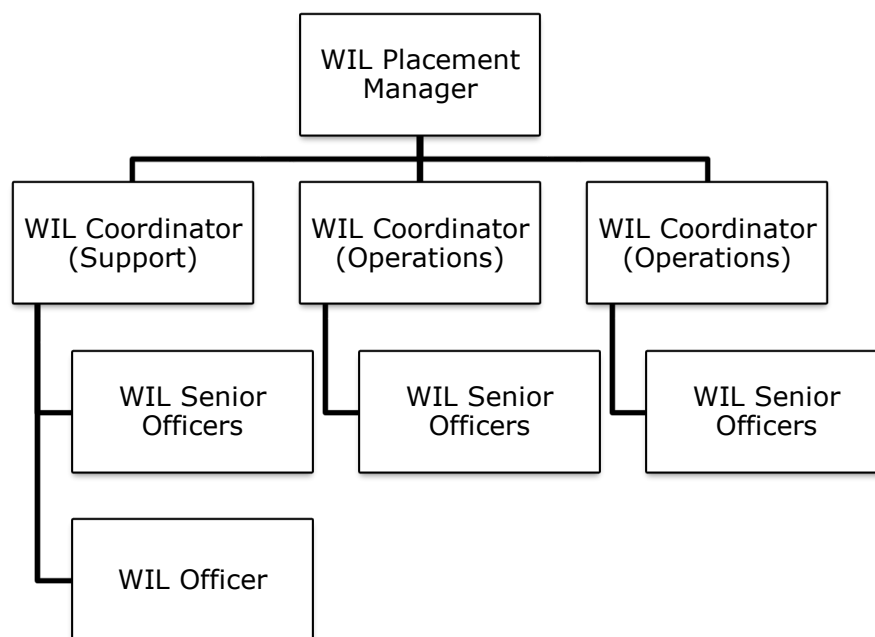 WIL Placement
Manager
WIL Coordinator
(Support)
WIL Coordinator
(Operations)
WIL Coordinator
(Operations)
WIL Senior
Officers
WIL Senior
Officers
WIL Senior
Officers
WIL Officer